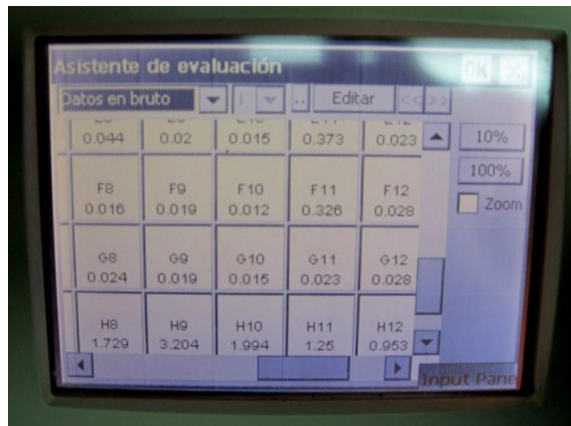 Asistente de evaluación OK
Datos en bruto .. Editar << >>
0.044 0.02 0.015 0.373 0.023 10%
100%
F8 F9 F10 F11 F12
0.016 0.019 0.012 0.326 0.028 Zoom
G8 G9 G10 G11 G12
0.024 0.019 0.015 0.023 0.028
H8 H9 H10 H11 H12
1.729 3.204 1.994 1.25 0.953
Input Pane